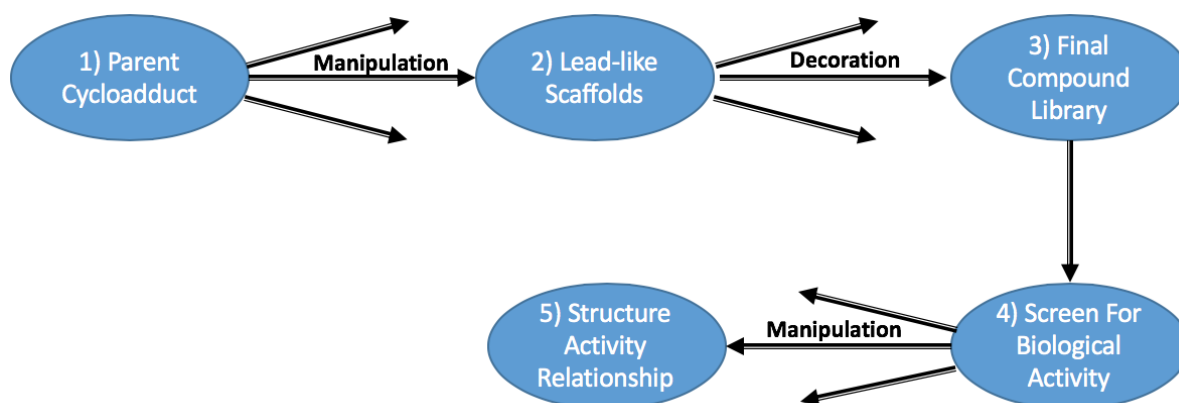 1) Parent
Cycloadduct
Manipulation
2) Lead-like
Scaffolds
Decoration
3) Final
Compound
Library
4) Screen For
Biological
Activity
Manipulation
5) Structure
Activity
Relationship